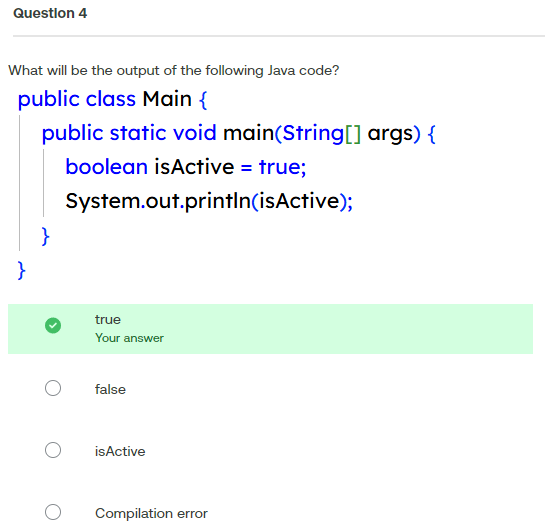 Question 4
What will be the output of the following Java code?
public class Main {
public static void main(String[] args) {
boolean isActive = true;
System.out.println(isActive);
}
}
true
Your answer
false
isActive
Compilation error